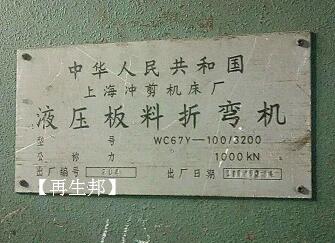 中华人民共和国
上海冲剪机床厂
液压板料折弯机
型号 WC67Y—100/3200
公称力 1000kN
出厂编号 出厂日期
【再生邦】